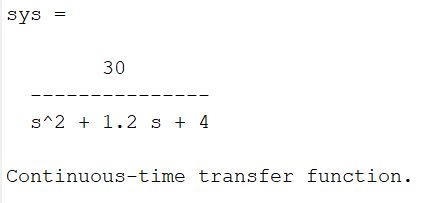 sys =
30
---------------
s^2 + 1.2 s + 4
Continuous-time transfer function.